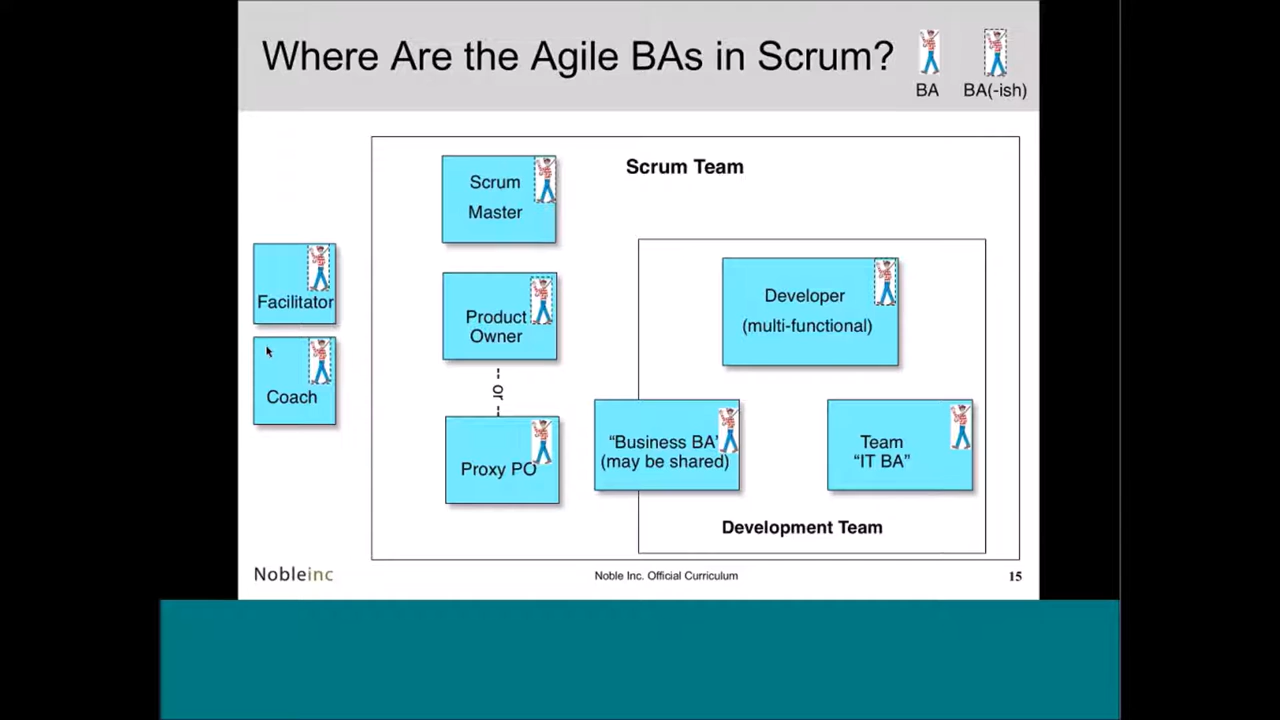 Where Are the Agile BAs in Scrum?
BA
BA(-ish)
Scrum Team
Scrum
Master
Facilitator
Coach
Product
Owner
or
Proxy PO
Developer
(multi-functional)
“Business BA”
(may be shared)
Team
“IT BA”
Development Team
Nobleinc
Noble Inc. Official Curriculum
15